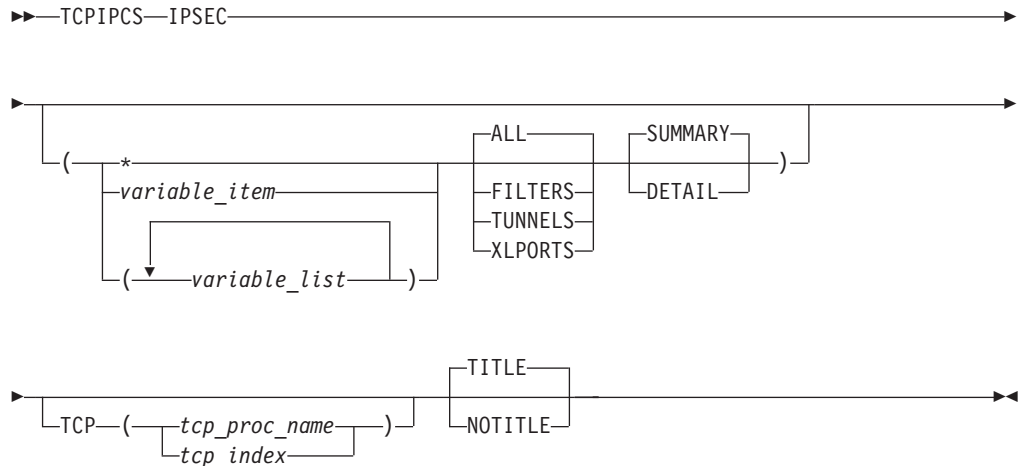 TCPIPCS IPSEC
ALL SUMMARY
( * )
variable_item FILTERS DETAIL
TUNNELS
XLPORTS
( variable_list )
TITLE
TCP ( tcp_proc_name ) NOTITLE
tcp_index